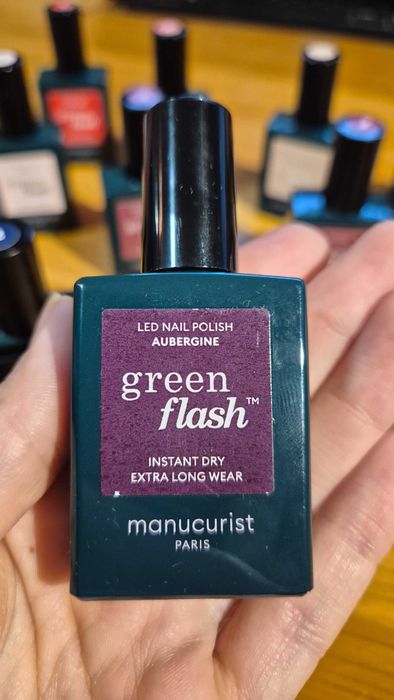 LED NAIL POLISH
AUBERGINE
green
flash™
INSTANT DRY
EXTRA LONG WEAR
manucurist
PARIS